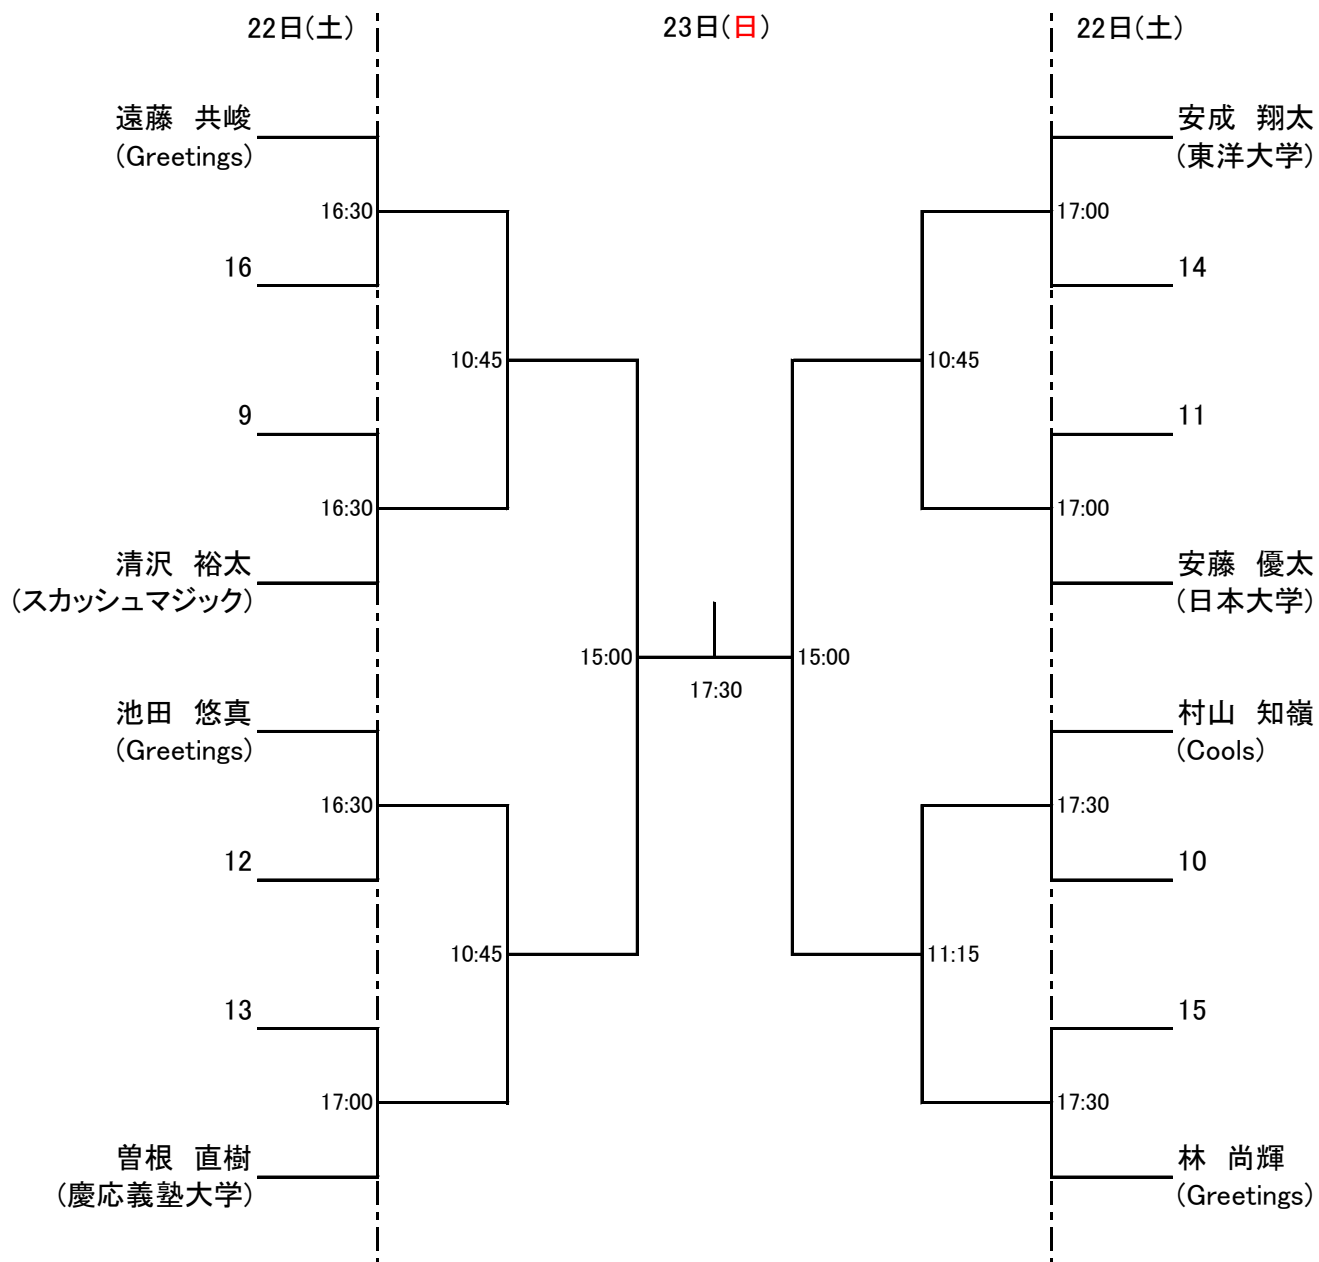 22日(土)
23日(日)
22日(土)
遠藤　共峻
(Greetings)
16:30
16
10:45
9
16:30
清沢　裕太
(スカッシュマジック)
15:00
池田　悠真
(Greetings)
16:30
12
10:45
13
17:00
曽根　直樹
(慶応義塾大学)
17:30
安成　翔太
(東洋大学)
17:00
14
10:45
11
17:00
安藤　優太
(日本大学)
15:00
村山　知嶺
(Cools)
17:30
10
11:15
15
17:30
林　尚輝
(Greetings)